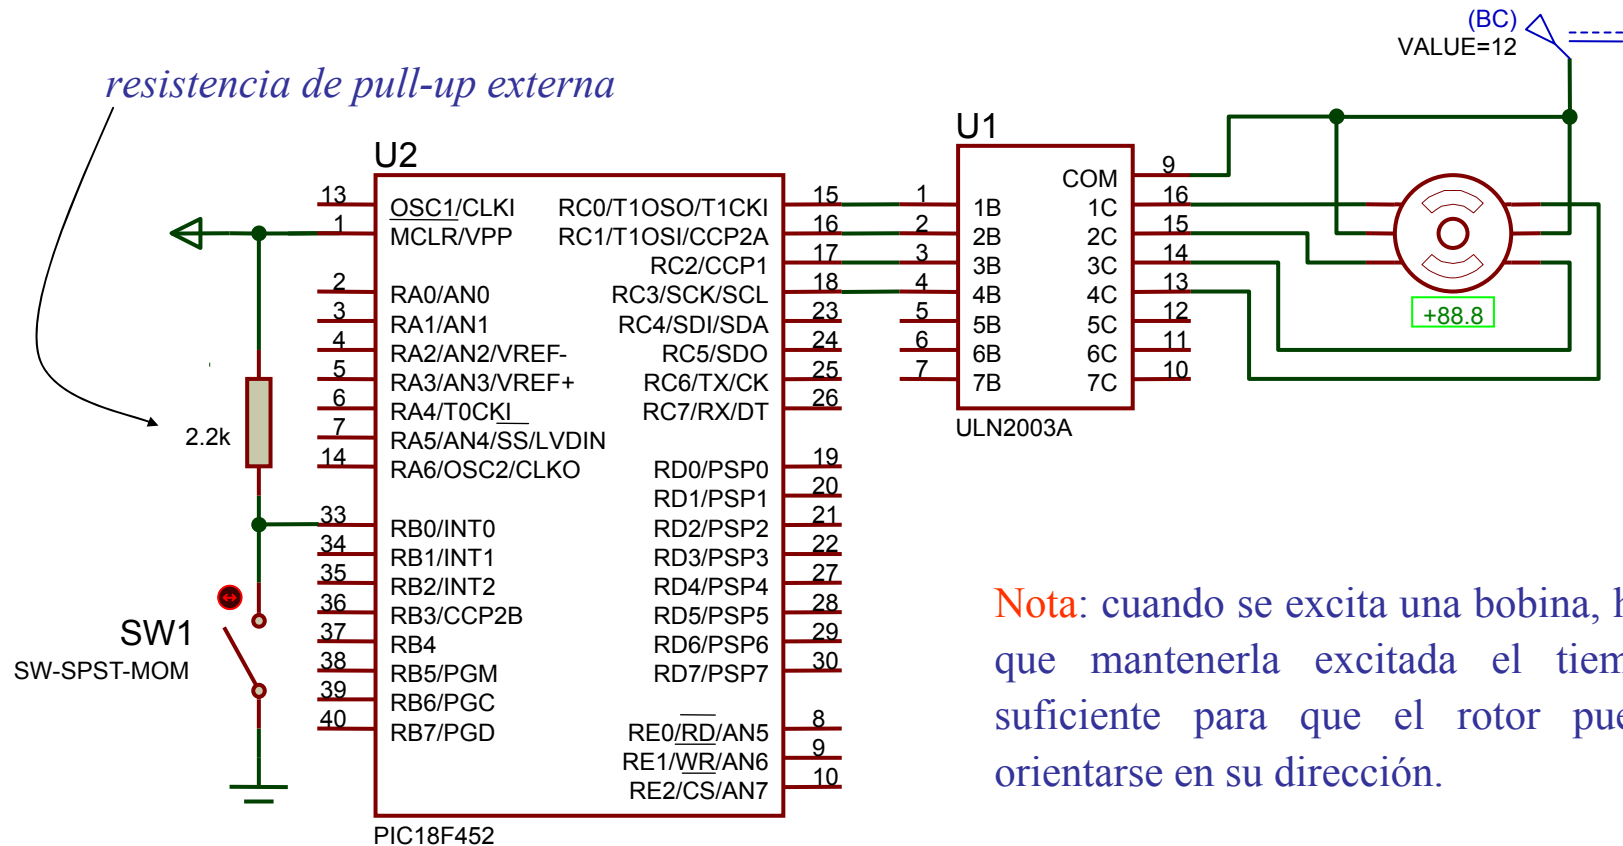 (BC)
VALUE=12
resistencia de pull-up externa
U2
13
OSC1/CLKI
1
MCLR/VPP
2
RA0/AN0
3
RA1/AN1
4
RA2/AN2/VREF-
5
RA3/AN3/VREF+
6
RA4/T0CKI
7
RA5/AN4/SS/LVDIN
14
RA6/OSC2/CLKO
33
RB0/INT0
34
RB1/INT1
35
RB2/INT2
36
RB3/CCP2B
37
RB4
38
RB5/PGM
39
RB6/PGC
40
RB7/PGD
RC0/T1OSO/T1CKI
15
RC1/T1OSI/CCP2A
16
RC2/CCP1
17
RC3/SCK/SCL
18
RC4/SDI/SDA
23
RC5/SDO
24
RC6/TX/CK
25
RC7/RX/DT
26
RD0/PSP0
19
RD1/PSP1
20
RD2/PSP2
21
RD3/PSP3
22
RD4/PSP4
27
RD5/PSP5
28
RD6/PSP6
29
RD7/PSP7
30
RE0/RD/AN5
8
RE1/WR/AN6
9
RE2/CS/AN7
10
PIC18F452
2.2k
SW1
SW-SPST-MOM
U1
1
1B
2
2B
3
3B
4
4B
5
5B
6
6B
7
7B
COM
9
1C
16
2C
15
3C
14
4C
13
5C
12
6C
11
7C
10
ULN2003A
+88.8
Nota: cuando se excita una bobina,
que mantenerla excitada el
suficiente para que el rotor
orientarse en su dirección.